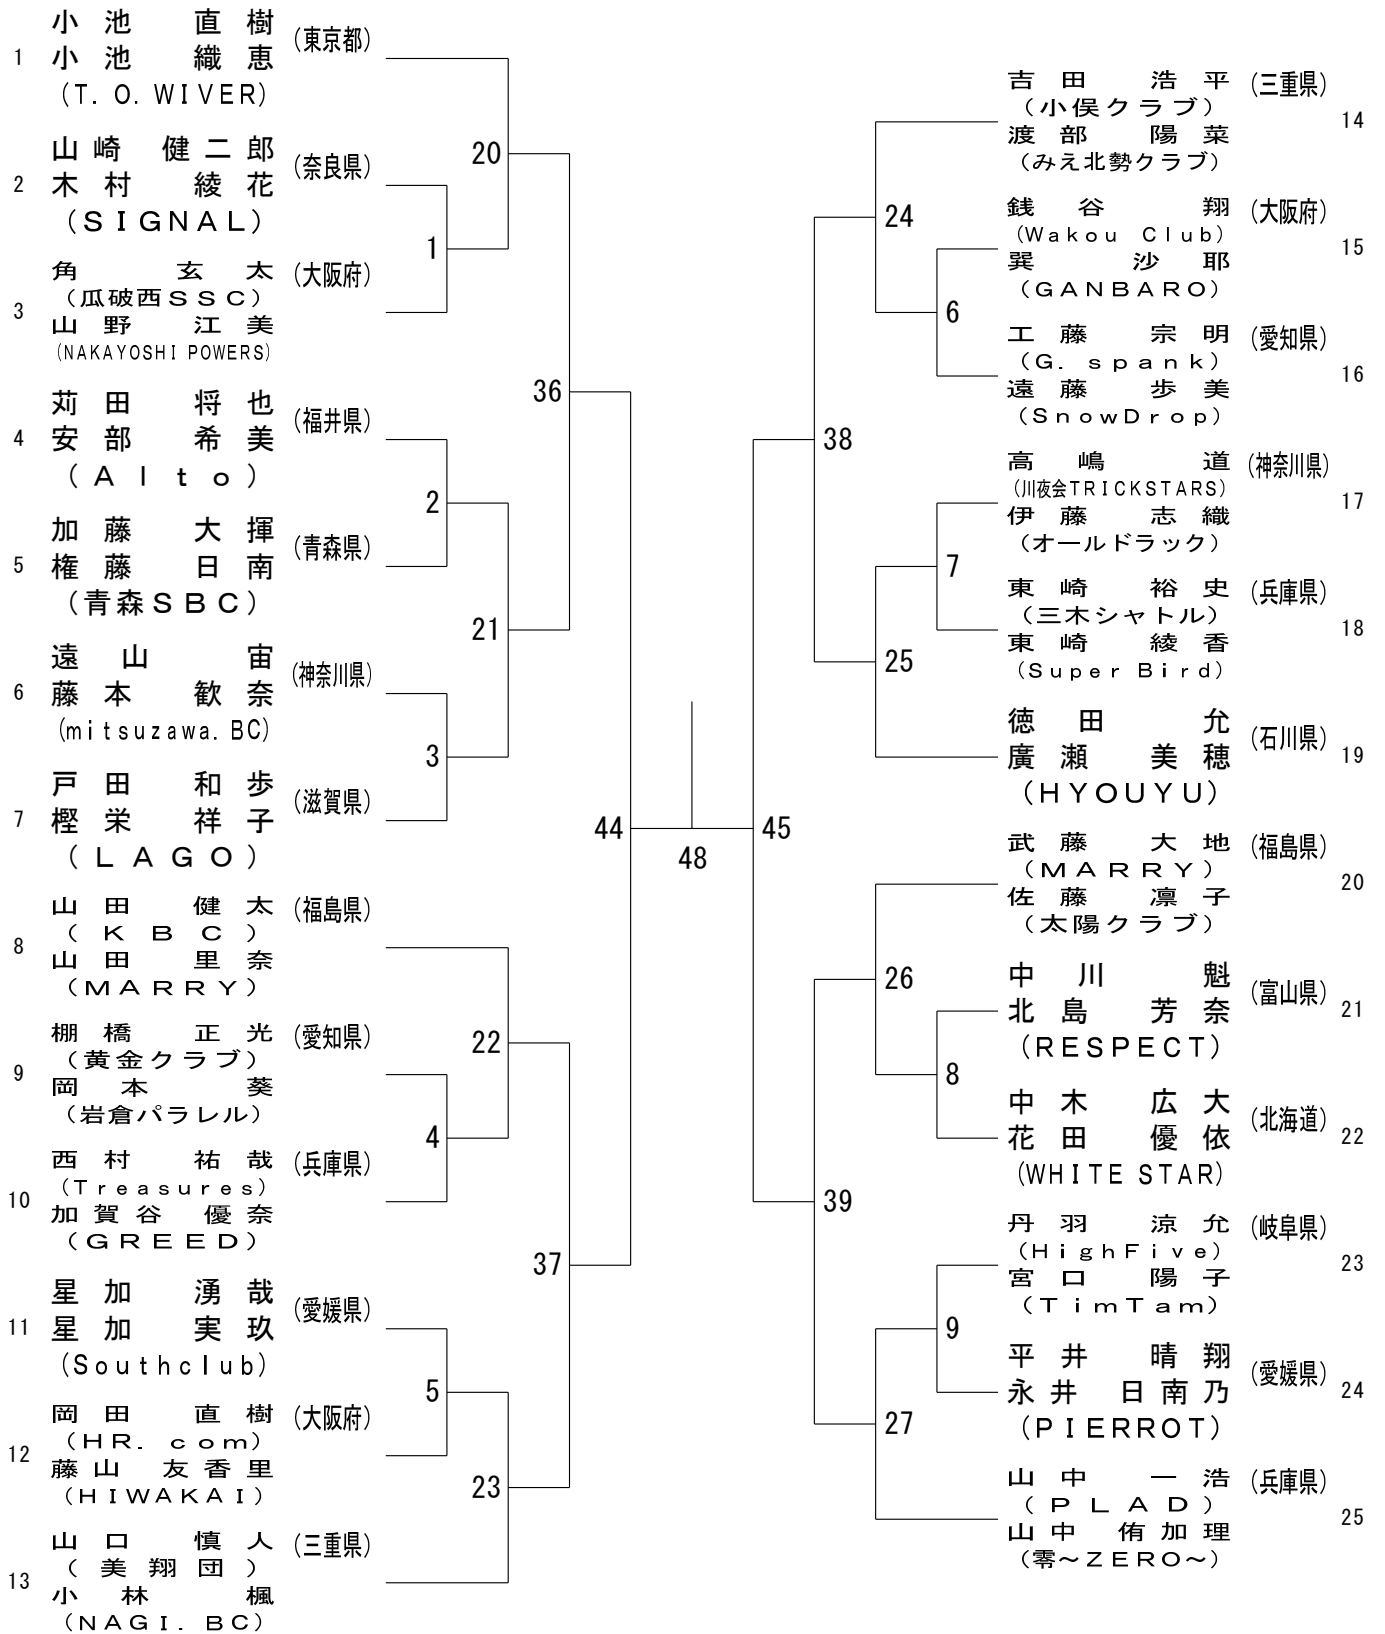 1
小池 直樹
小池 織恵
(T.O.WIVER)
(東京都)
2
山崎 健二郎
木村 綾花
(SIGNAL)
(奈良県)
3
角 玄太
(瓜破西SSC)
山野 江美
(NAKAYOSHI POWERS)
(大阪府)
4
苅田 将也
安部 希美
(Alto)
(福井県)
5
加藤 大揮
権藤 日南
(青森SBC)
(青森県)
6
遠山 宙
藤本 歓奈
(mitsuzawa.BC)
(神奈川県)
7
戸田 和歩
樫栄 祥子
(LAGO)
(滋賀県)
8
山田 健太
(KBC)
山田 里奈
(MARRY)
(福島県)
9
棚橋 正光
(黄金クラブ)
岡本 葵
(岩倉パラレル)
(愛知県)
10
西村 祐哉
(Treasures)
加賀谷 優奈
(GREED)
(兵庫県)
11
星加 湧哉
星加 実玖
(Southclub)
(愛媛県)
12
岡田 直樹
(HR.com)
藤山 友香里
(HIWAKAI)
(大阪府)
13
山口 慎人
(美翔団)
小林 楓
(NAGI.BC)
(三重県)
20
1
36
2
21
3
44
22
4
37
5
23
48
45
24
6
38
7
25
26
8
39
9
27
吉田 浩平
(小俣クラブ)
渡部 陽菜
(みえ北勢クラブ)
(三重県)
14
銭谷 翔
(Wakou Club)
巽 沙耶
(GANBARO)
(大阪府)
15
工藤 宗明
(G.spank)
遠藤 歩美
(SnowDrop)
(愛知県)
16
高嶋 道
(川夜会TRICKSTARS)
伊藤 志織
(オールドラック)
(神奈川県)
17
東崎 裕史
(三木シャトル)
東崎 綾香
(Super Bird)
(兵庫県)
18
徳田 允
廣瀬 美穂
(HYOUYU)
(石川県)
19
武藤 大地
(MARRY)
佐藤 凛子
(太陽クラブ)
(福島県)
20
中川 魁
北島 芳奈
(RESPECT)
(富山県)
21
中木 広大
花田 優依
(WHITE STAR)
(北海道)
22
丹羽 涼允
(HighFive)
宮口 陽子
(TimTam)
(岐阜県)
23
平井 晴翔
永井 日南乃
(PIERROT)
(愛媛県)
24
山中 一浩
(PLAD)
山中 侑加理
(零～ZERO～)
(兵庫県)
25